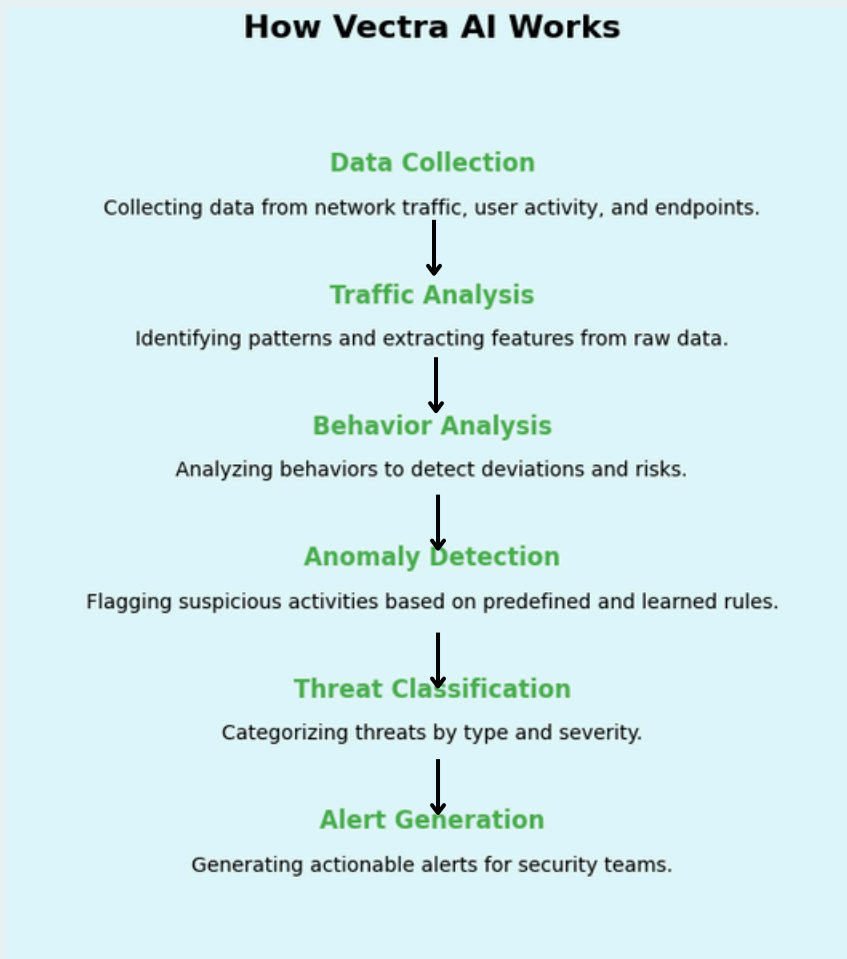 How Vectra AI Works
Data Collection
Collecting data from network traffic, user activity, and endpoints.
Traffic Analysis
Identifying patterns and extracting features from raw data.
Behavior Analysis
Analyzing behaviors to detect deviations and risks.
Anomaly Detection
Flagging suspicious activities based on predefined and learned rules.
Threat Classification
Categorizing threats by type and severity.
Alert Generation
Generating actionable alerts for security teams.